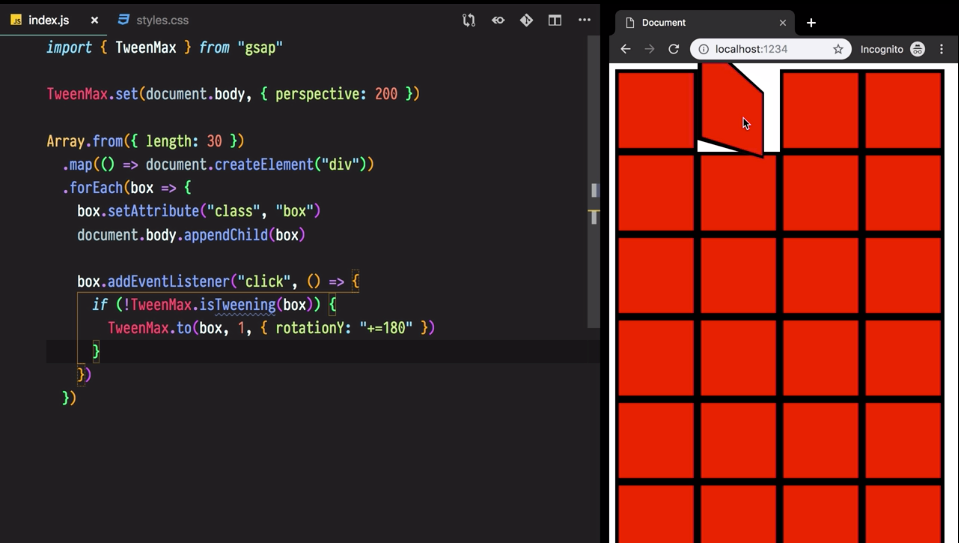 JS index.js × styles.css
import { TweenMax } from "gsap"
TweenMax.set(document.body, { perspective: 200 })
Array.from({ length: 30 })
.map(() => document.createElement("div"))
.forEach(box => {
box.setAttribute("class", "box")
document.body.appendChild(box)
box.addEventListener("click", () => {
if (!TweenMax.isTweening(box)) {
TweenMax.to(box, 1, { rotationY: "+=180" })
}
})
})
Document
localhost:1234 Incognito